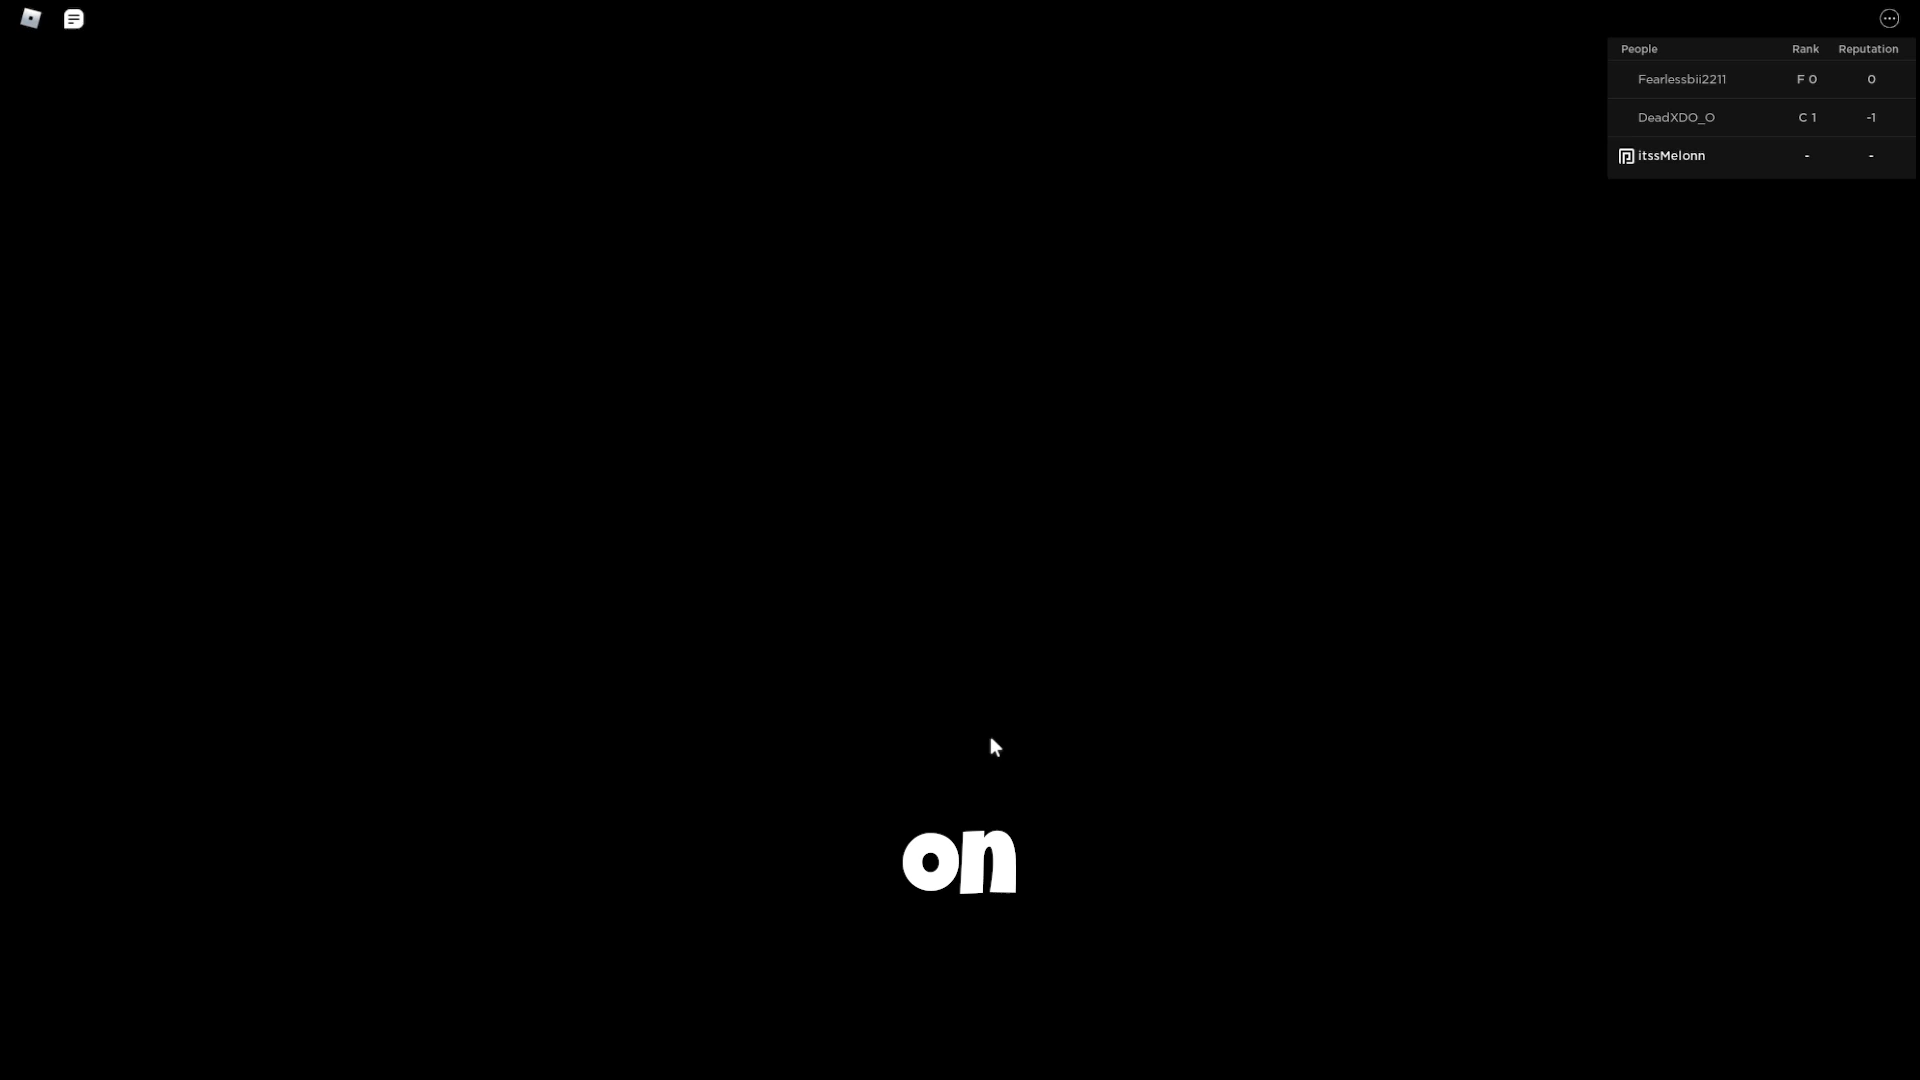 People Rank Reputation
Fearlessbii2211 F 0 0
DeadXDO_O C 1 -1
itssMelonn - -
on